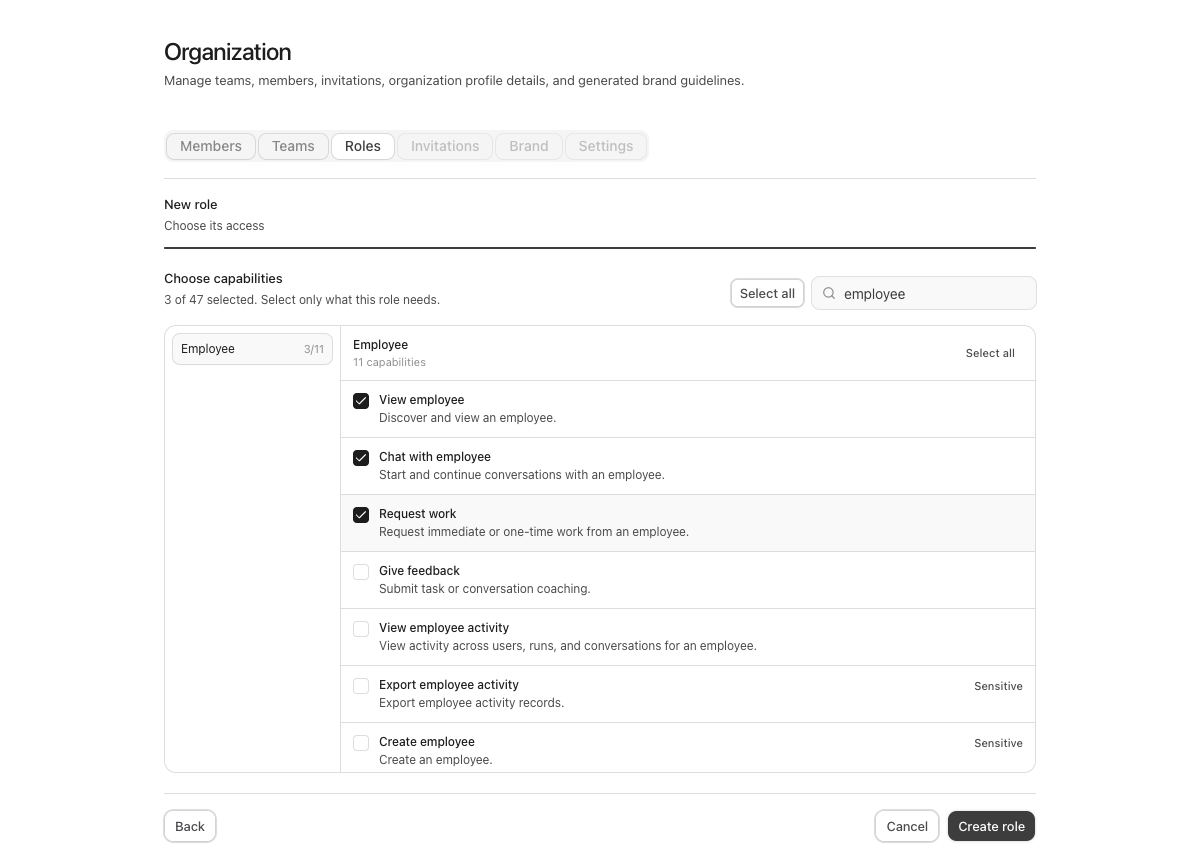 Organization
Manage teams, members, invitations, organization profile details, and generated brand guidelines.
Members
Teams
Roles
Invitations
Brand
Settings
New role
Choose its access
Choose capabilities
3 of 47 selected. Select only what this role needs.
Select all
employee
Employee
3/11
Employee
11 capabilities
Select all
View employee
Discover and view an employee.
Chat with employee
Start and continue conversations with an employee.
Request work
Request immediate or one-time work from an employee.
Give feedback
Submit task or conversation coaching.
View employee activity
View activity across users, runs, and conversations for an employee.
Export employee activity
Sensitive
Export employee activity records.
Create employee
Sensitive
Create an employee.
Back
Cancel
Create role